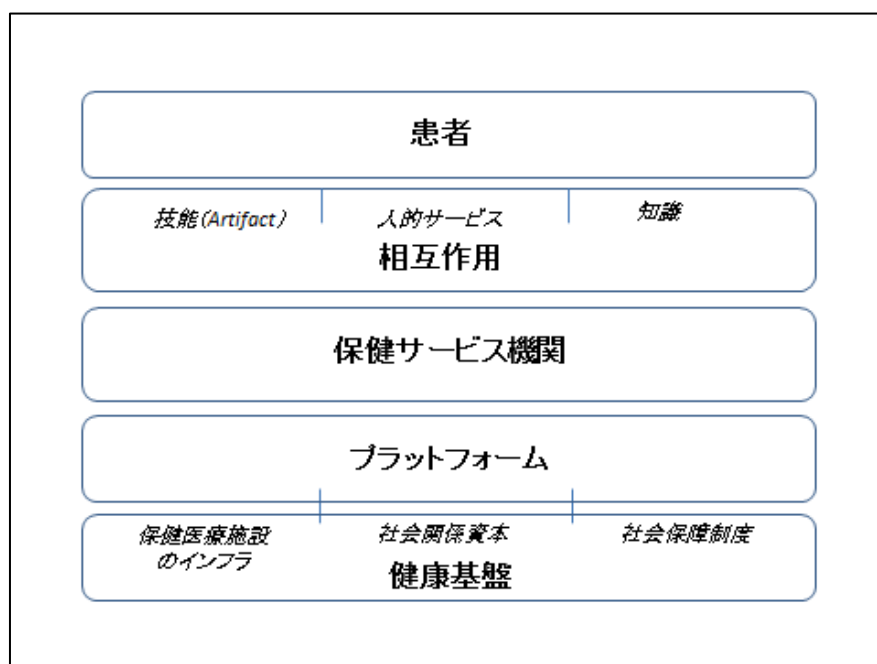 患者
技能(Artifact) 人的サービス 知識
相互作用
保健サービス機関
プラットフォーム
保健医療施設 社会関係資本 社会保障制度
のインフラ
健康基盤